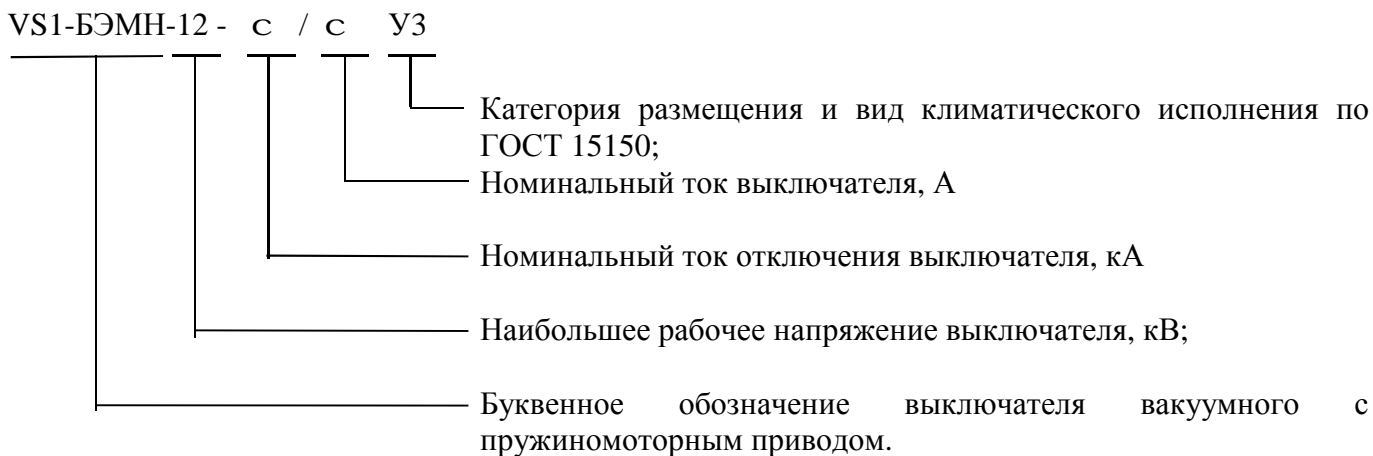 VS1-БЭМН-12 - с / с У3
Категория размещения и вид климатического исполнения по
ГОСТ 15150;
Номинальный ток выключателя, А
Номинальный ток отключения выключателя, кА
Наибольшее рабочее напряжение выключателя, кВ;
Буквенное обозначение выключателя вакуумного с
пружиномоторным приводом.